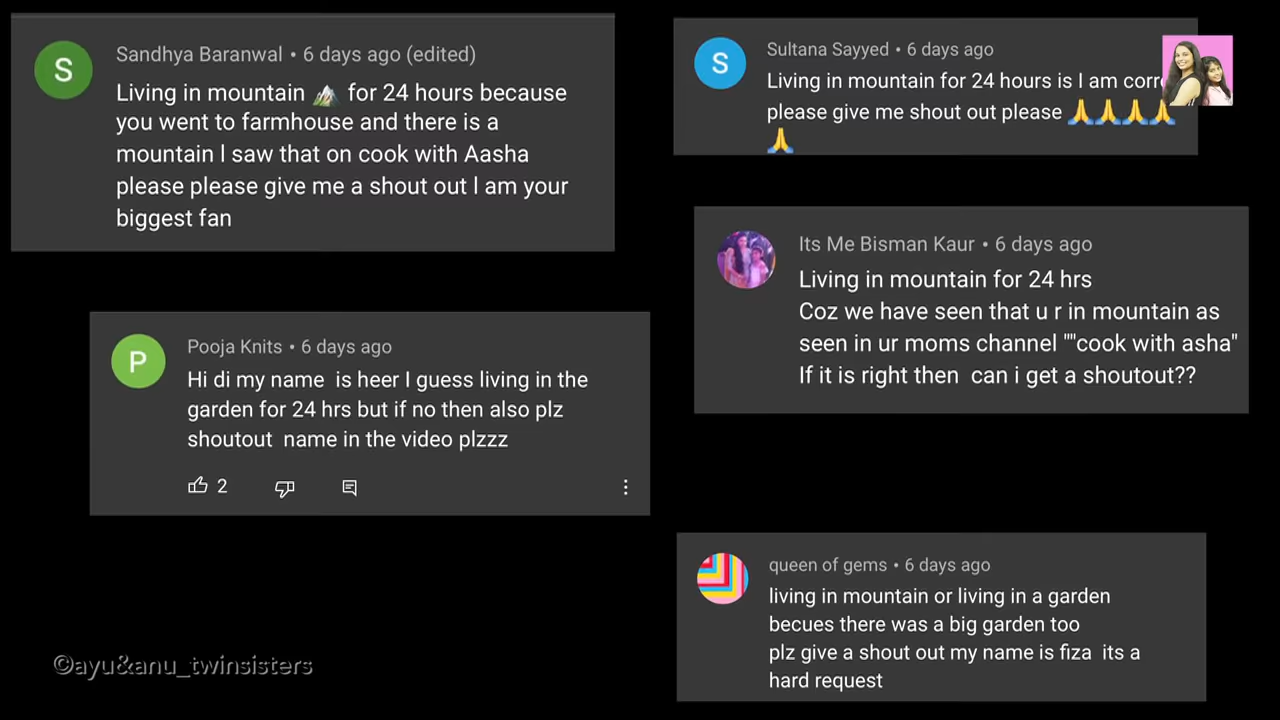 S
Sandhya Baranwal • 6 days ago (edited)
Living in mountain 🏔️ for 24 hours because
you went to farmhouse and there is a
mountain I saw that on cook with Aasha
please please give me a shout out I am your
biggest fan
S
Sultana Sayyed • 6 days ago
Living in mountain for 24 hours is I am
please give me shout out please 🙏🙏🙏🙏
🙏
Its Me Bisman Kaur • 6 days ago
Living in mountain for 24 hrs
Coz we have seen that u r in mountain as
seen in ur moms channel ""cook with asha"
If it is right then can i get a shoutout??
P
Pooja Knits • 6 days ago
Hi di my name is heer I guess living in the
garden for 24 hrs but if no then also plz
shoutout name in the video plzzz
2
queen of gems • 6 days ago
living in mountain or living in a garden
becues there was a big garden too
plz give a shout out my name is fiza its a
hard request
©ayu&anu_twinsisters